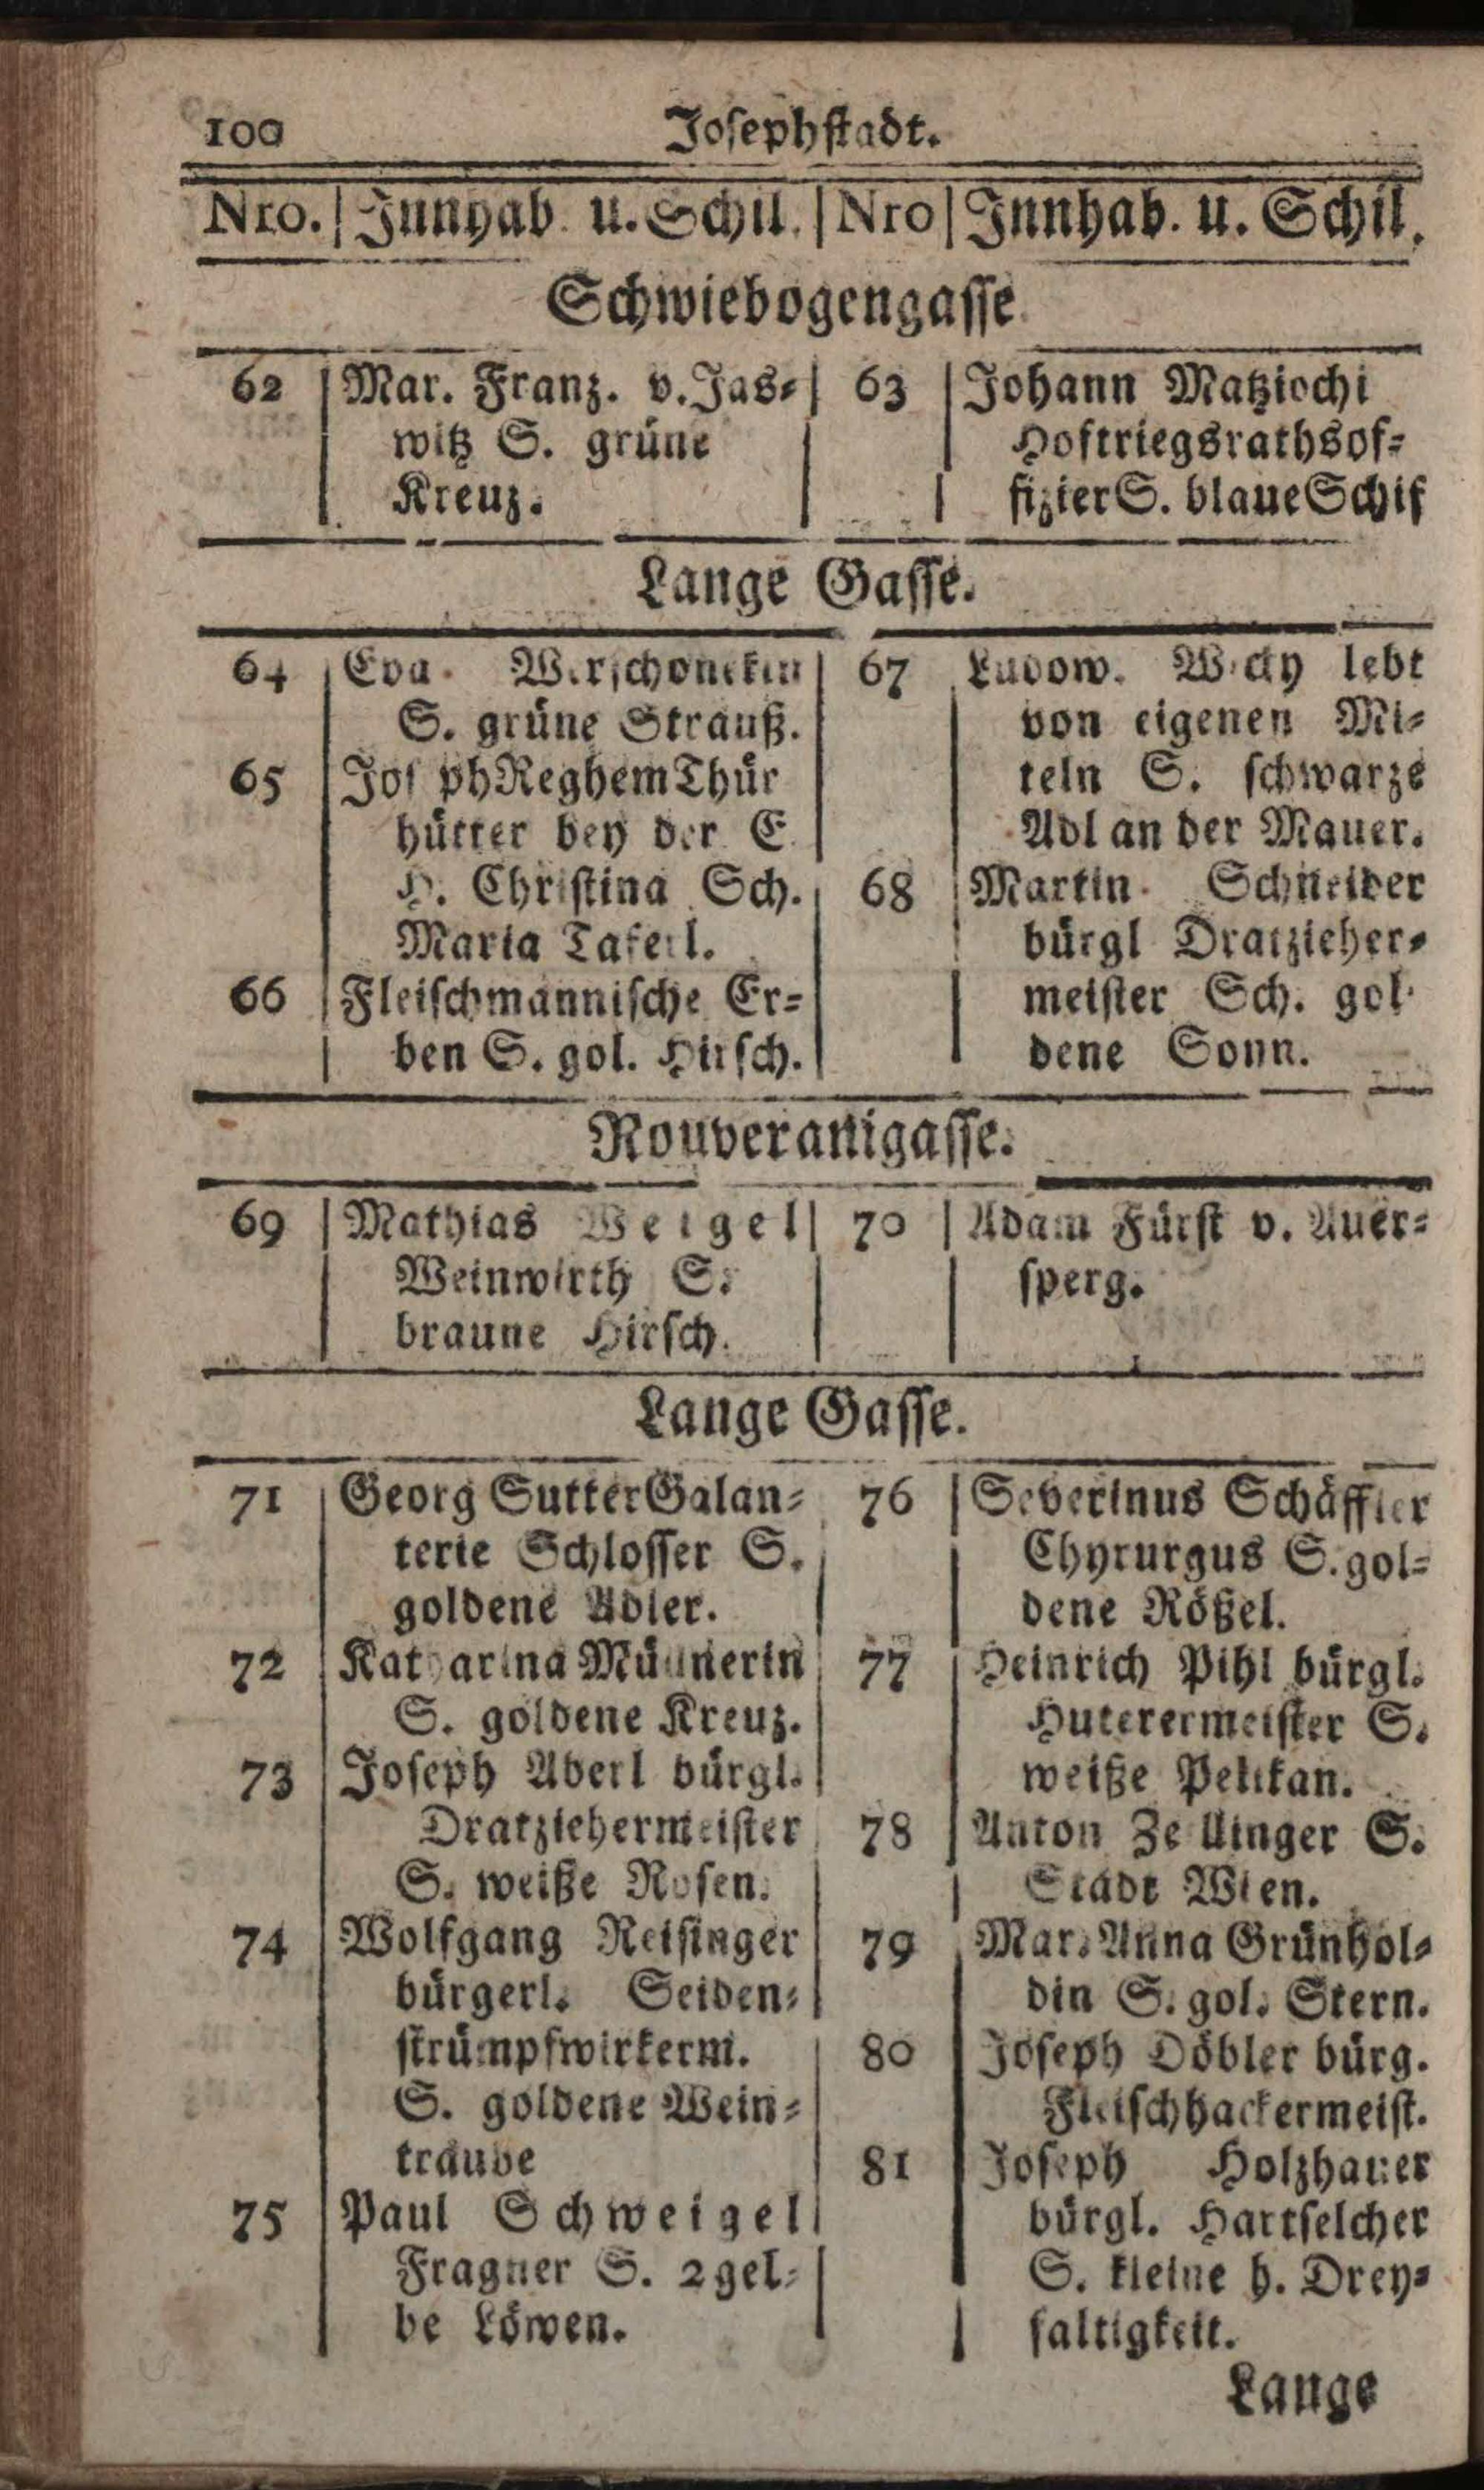 100 Josephstadt.
Nro. Innhab. u. Schil. Nro Innhab. u. Schil.
Schwiebogengasse
62 Mar. Franz. v. Jas=
witz S. grüne
Kreuz.
63 Johann Matziochi
Hofkriegsrathsof=
fizier S. blaue Schif
Lange Gasse.
64 Eva
S. grüne Strauß.
65 Joseph Reghem Thür
hütter bey der E.
H. Christina Sch.
Maria Taferl.
66 Fleischmannische Er=
ben S. gol. Hirsch.
67 Ludow. lebt
von eigenen Mi=
teln S. schwarze
Adl an der Mauer.
68 Martin Schneider
bürgl Dratzieher=
meister Sch. gol
dene Sonn.
Rouveranigasse.
69 Mathias Weigel
Weinwirth S.
braune Hirsch.
70 Adam Fürst v. Auer=
sperg.
Lange Gasse.
71 Georg Sutter Galan=
terie Schlosser S.
goldene Adler.
72 Katharina Müllnerin
S. goldene Kreuz.
73 Joseph Aberl bürgl.
Dratziehermeister
S. weiße Rosen.
74 Wolfgang Reisinger
bürgerl. Seiden=
strümpfwirkerm.
S. goldene Wein=
traube
75 Paul Schweigel
Fragner S. 2 gel=
be Löwen.
76 Severinus Schäffler
Chyrurgus S. gol=
dene Rößel.
77 Heinrich Pihl bürgl.
Huterermeister S.
weiße Pelikan.
78 Anton Zeilinger S.
Stadt Wien.
79 Mar. Anna Grünhol=
din S. gol. Stern.
80 Joseph Döbler bürg.
Fleischhackermeist.
81 Joseph Holzhauer
bürgl. Hartselcher
S. kleine h. Drey=
faltigkeit.
Lange